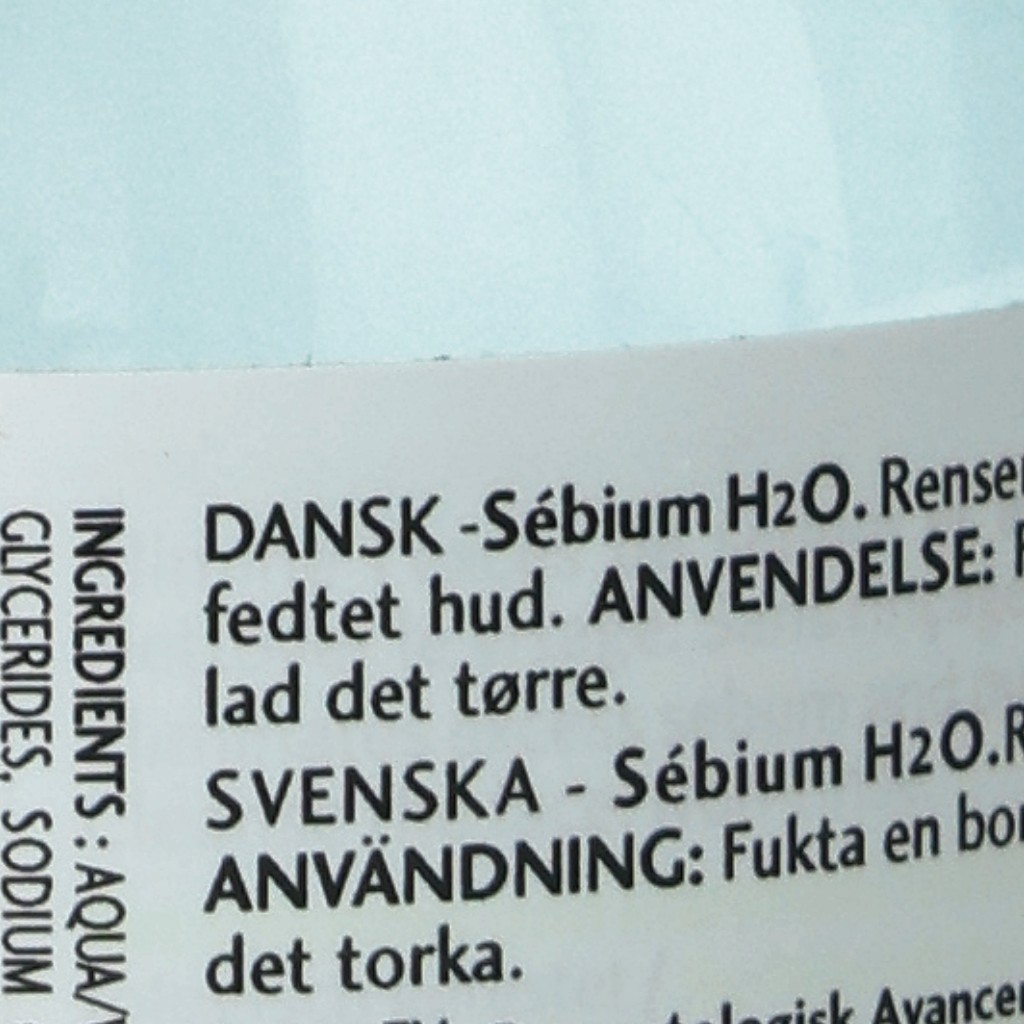 DANSK -Sébium H2O. Renser
fedtet hud. ANVENDELSE:
lad det tørre.
SVENSKA - Sébium H2O.
ANVÄNDNING: Fukta en
det torka.
INGREDIENTS : AQUA/
GLYCERIDES, SODIUM